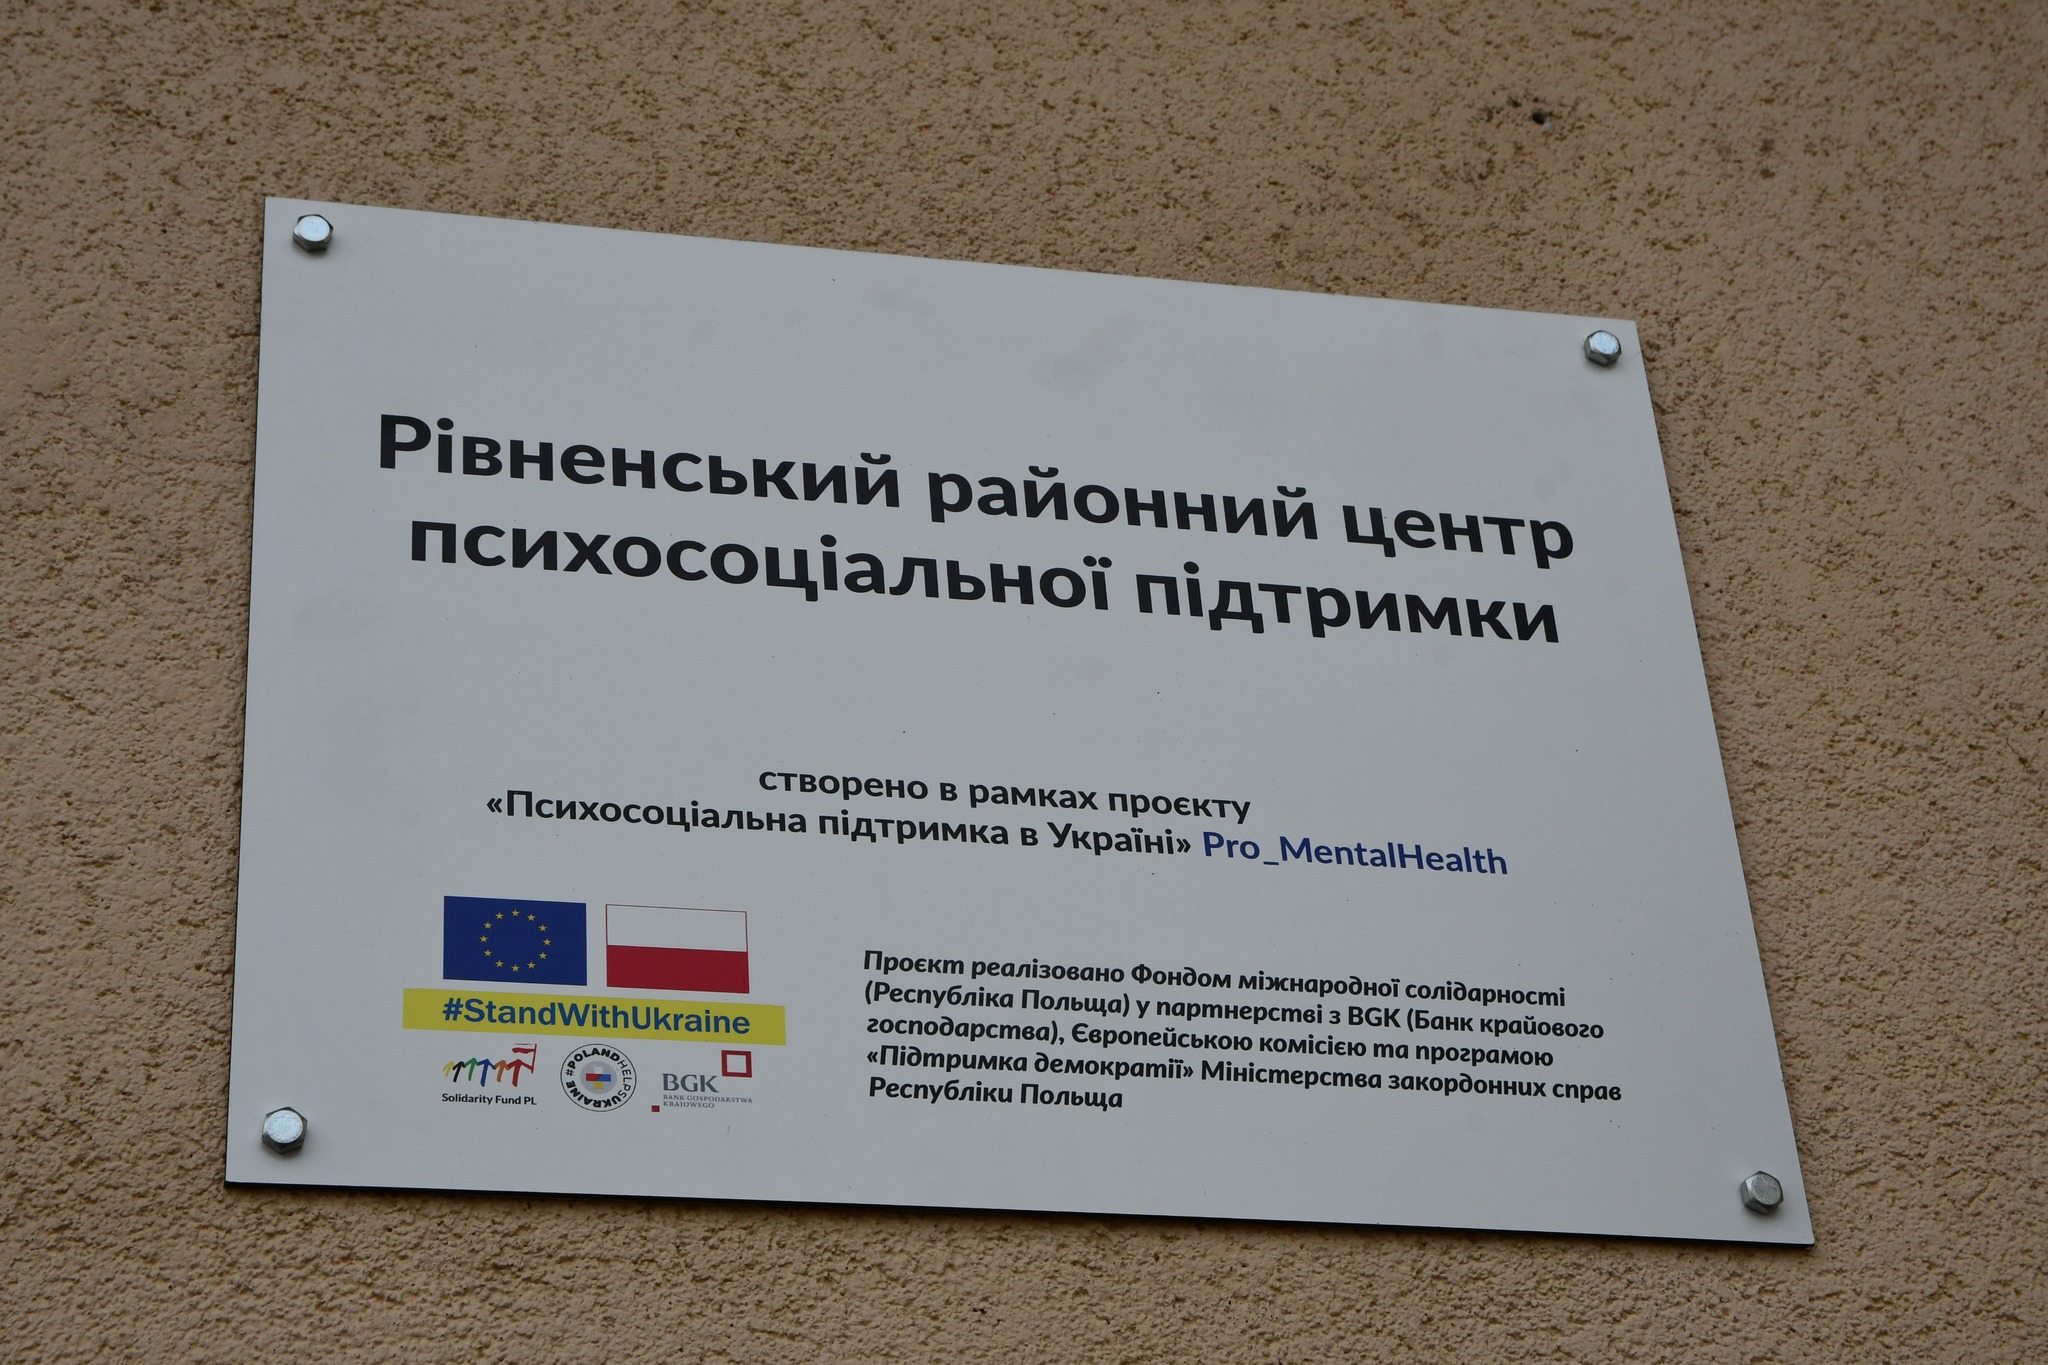 Рівненський районний центр
психосоціальної підтримки
створено в рамках проєкту
«Психосоціальна підтримка в Україні» Pro_MentalHealth
#StandWithUkraine
Solidarity Fund PL
#POLANDHELPSUKRAINE
BGK
BANK GOSPODARSTWA
KRAJOWEGO
Проєкт реалізовано Фондом міжнародної солідарності
(Республіка Польща) у партнерстві з BGK (Банк крайового
господарства), Європейською комісією та програмою
«Підтримка демократії» Міністерства закордонних справ
Республіки Польща